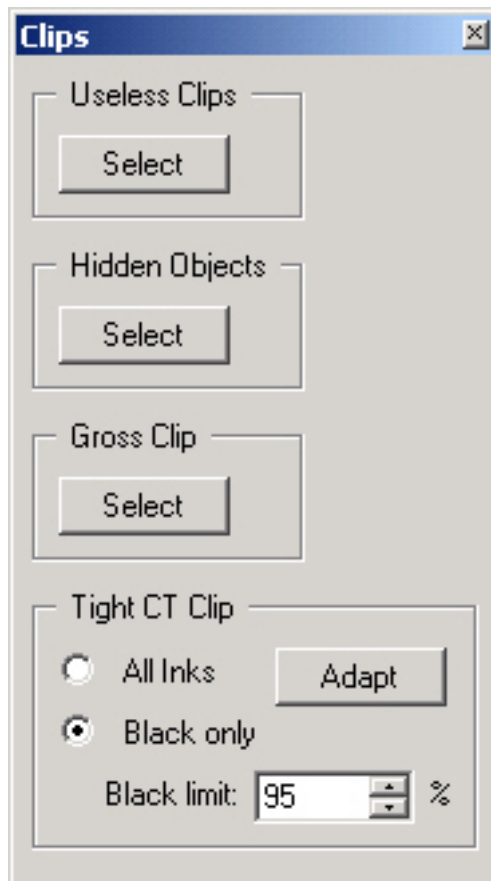 Clips
Useless Clips
Select
Hidden Objects
Select
Gross Clip
Select
Tight CT Clip
All Inks
Adapt
Black only
Black limit: 95 %